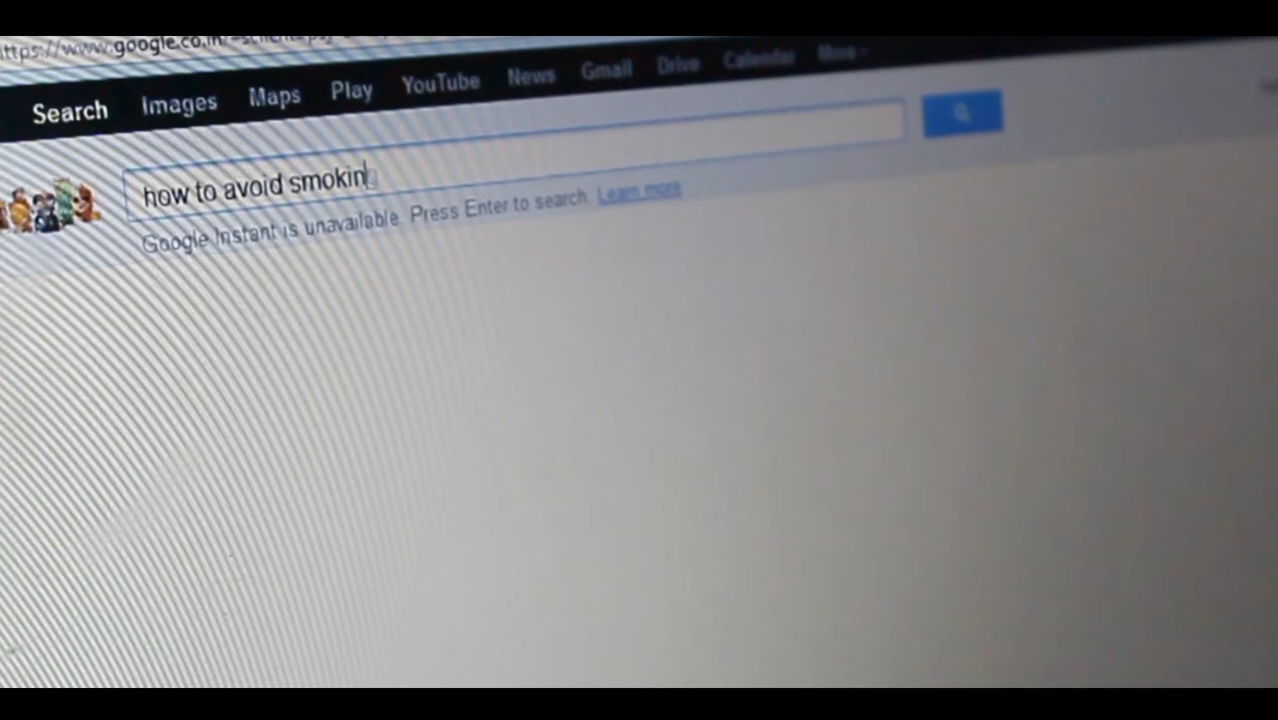 https://www.google.co.in
Search Images Maps Play YouTube News Gmail Drive Calendar More
how to avoid smokin
Google Instant is unavailable. Press Enter to search. Learn more